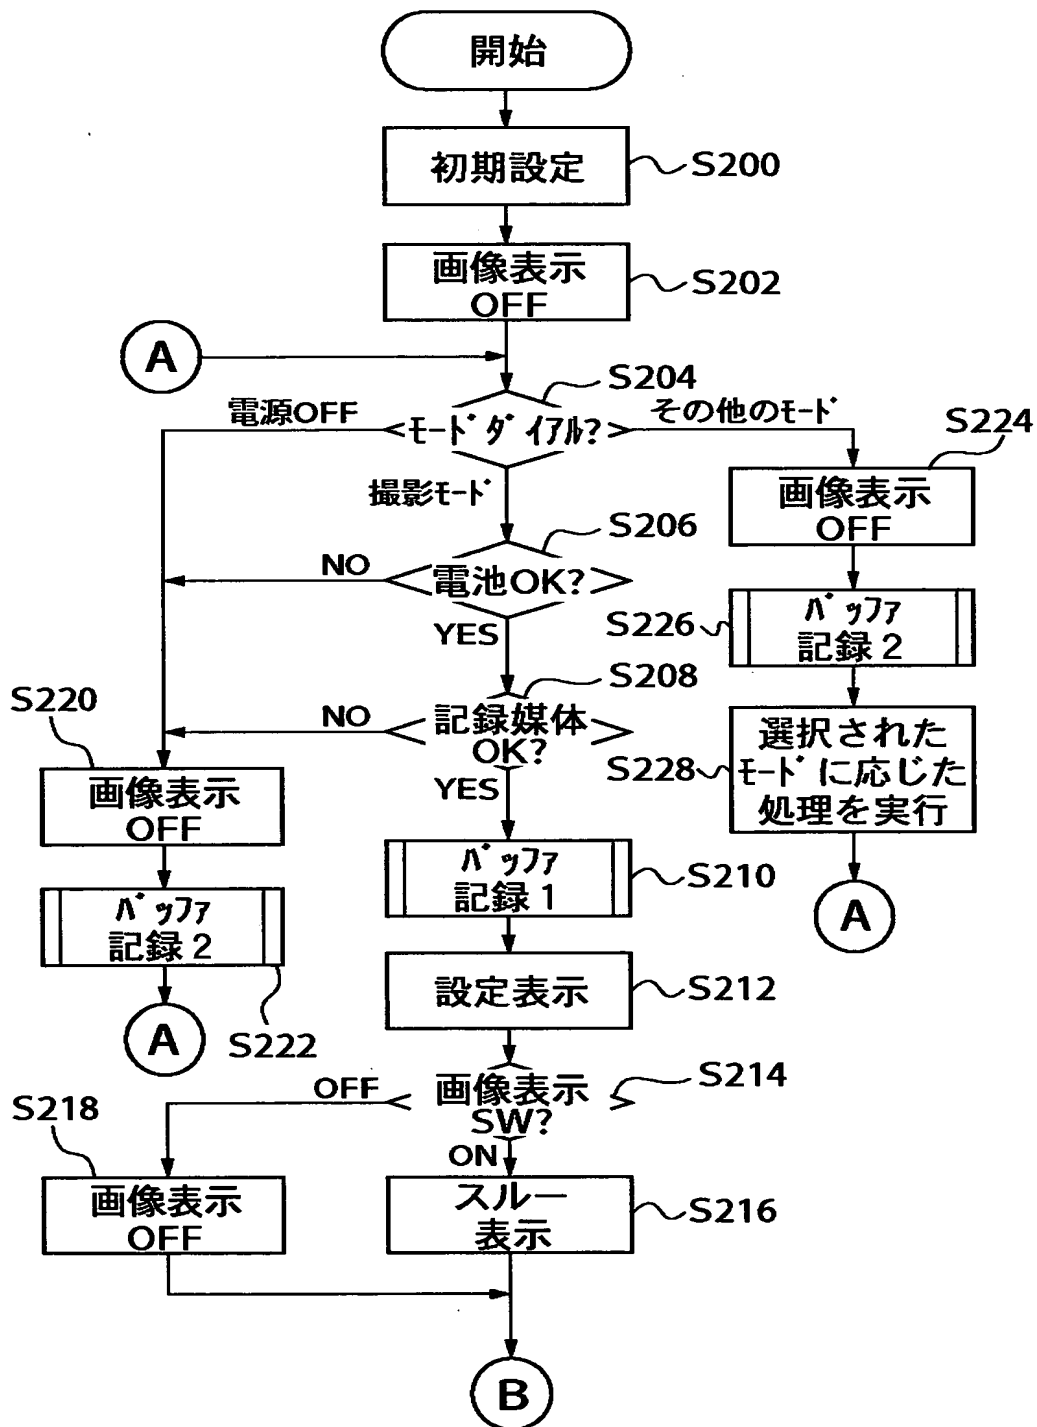 開始
初期設定
S200
画像表示
OFF
S202
A
S204
電源OFF
ﾓｰﾄﾞﾀﾞｲｱﾙ?
その他のﾓｰﾄﾞ
S224
撮影ﾓｰﾄﾞ
画像表示
OFF
S206
NO
電池OK?
YES
S226
ﾊﾞｯﾌｧ
記録2
S208
S220
NO
記録媒体
OK?
YES
S228
選択された
ﾓｰﾄﾞに応じた
処理を実行
画像表示
OFF
ﾊﾞｯﾌｧ
記録1
S210
A
ﾊﾞｯﾌｧ
記録2
設定表示
S212
A
S222
S214
OFF
画像表示
SW?
S218
ON
画像表示
OFF
スルー
表示
S216
B